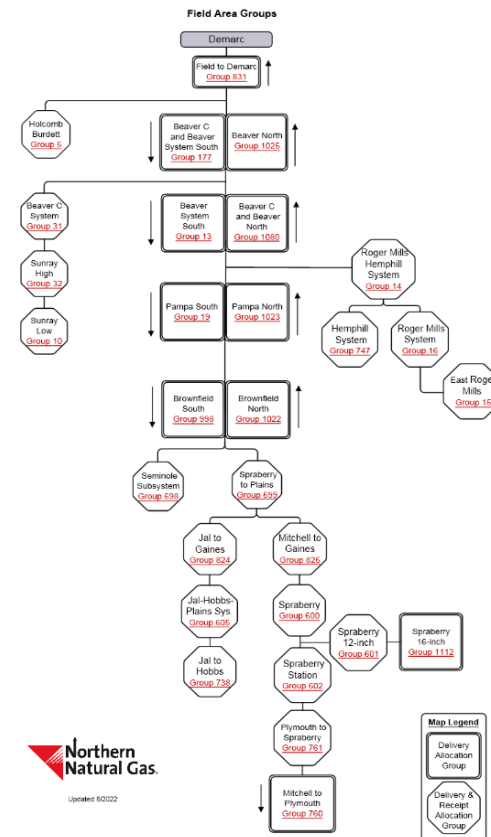 Field Area Groups
Demarc
Field to Demarc
Group 831
Holcomb
Burdett
Group 5
Beaver C
and Beaver
System South
Group 177
Beaver North
Group 1025
Beaver C
System
Group 31
Beaver
System
South
Group 13
Beaver C
and Beaver
North
Group 1080
Sunray
High
Group 32
Roger Mills
Hemphill
System
Group 14
Sunray
Low
Group 10
Pampa South
Group 19
Pampa North
Group 1023
Hemphill
System
Group 747
Roger Mills
System
Group 16
East Roger
Mills
Group 15
Brownfield
South
Group 998
Brownfield
North
Group 1022
Seminole
Subsystem
Group 598
Spraberry
to Plains
Group 599
Jal to
Gaines
Group 824
Mitchell to
Gaines
Group 825
Jal-Hobbs-
Plains Sys.
Group 605
Spraberry
Group 600
Spraberry
12-inch
Group 601
Spraberry
16-inch
Group 1112
Jal to
Hobbs
Group 738
Spraberry
Station
Group 602
Plymouth to
Spraberry
Group 761
Mitchell to
Plymouth
Group 760
Map Legend
Delivery
Allocation
Group
Delivery &
Receipt
Allocation
Group
Northern
Natural Gas.
Updated 8/2022